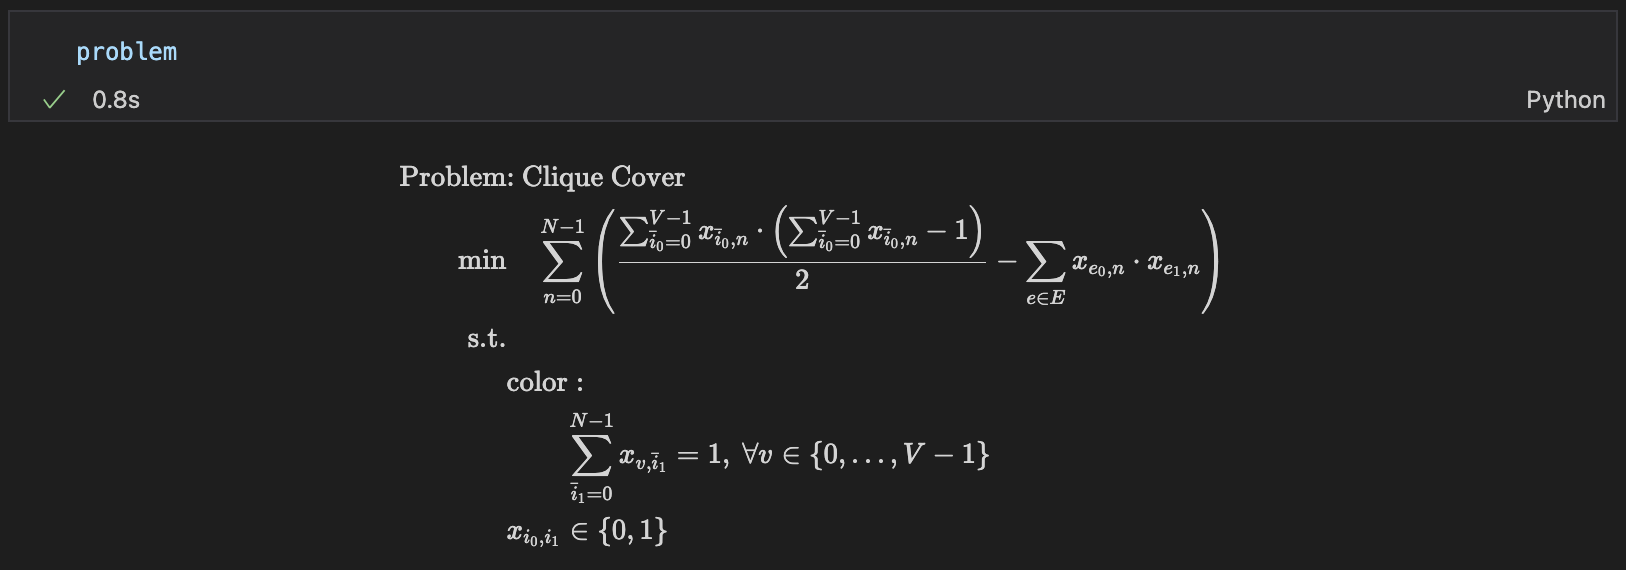 problem
✓ 0.8s Python
Problem: Clique Cover
min $\sum_{n=0}^{N-1} \left( \frac{\sum_{\bar{i}_0=0}^{V-1} x_{\bar{i}_0,n} \cdot \left( \sum_{\bar{i}_0=0}^{V-1} x_{\bar{i}_0,n} - 1 \right)}{2} - \sum_{e \in E} x_{e_0,n} \cdot x_{e_1,n} \right)$
s.t.
color :
$\sum_{\bar{i}_1=0}^{N-1} x_{v,\bar{i}_1} = 1, \ \forall v \in \{0, \ldots, V-1\}$
$x_{i_0,i_1} \in \{0, 1\}$